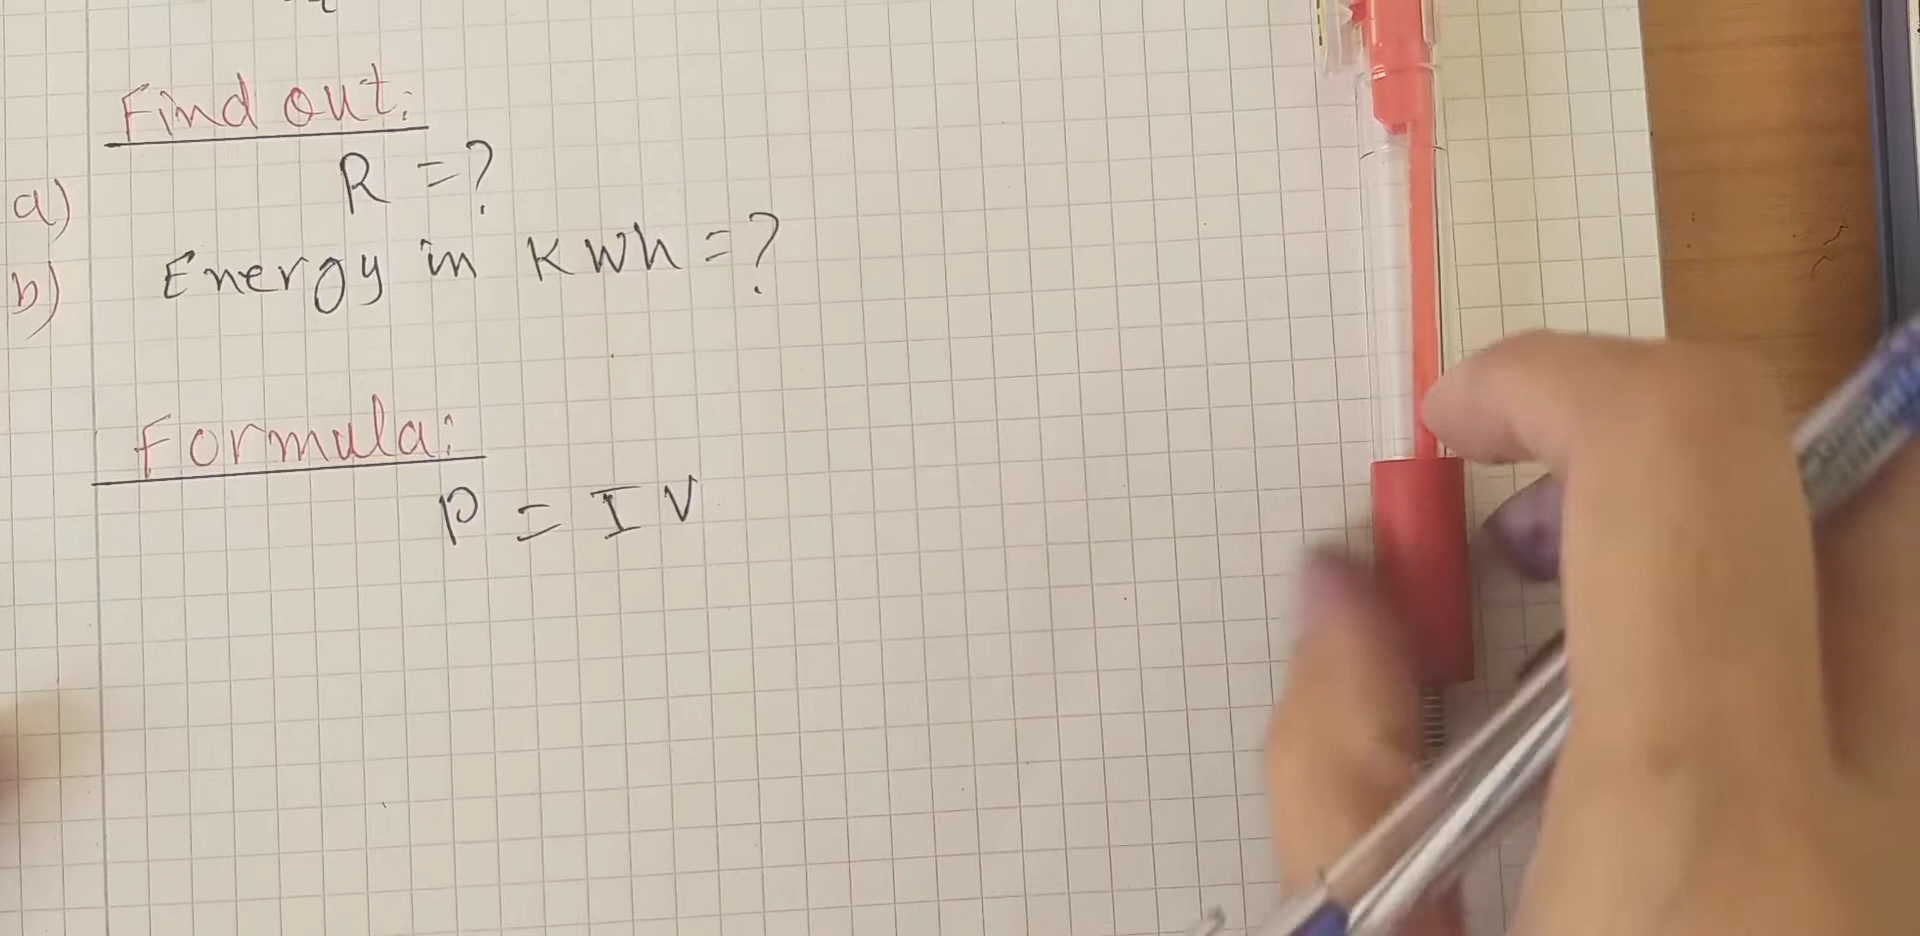 Find out:
a) R = ?
b) Energy in KWh = ?
Formula:
P = IV